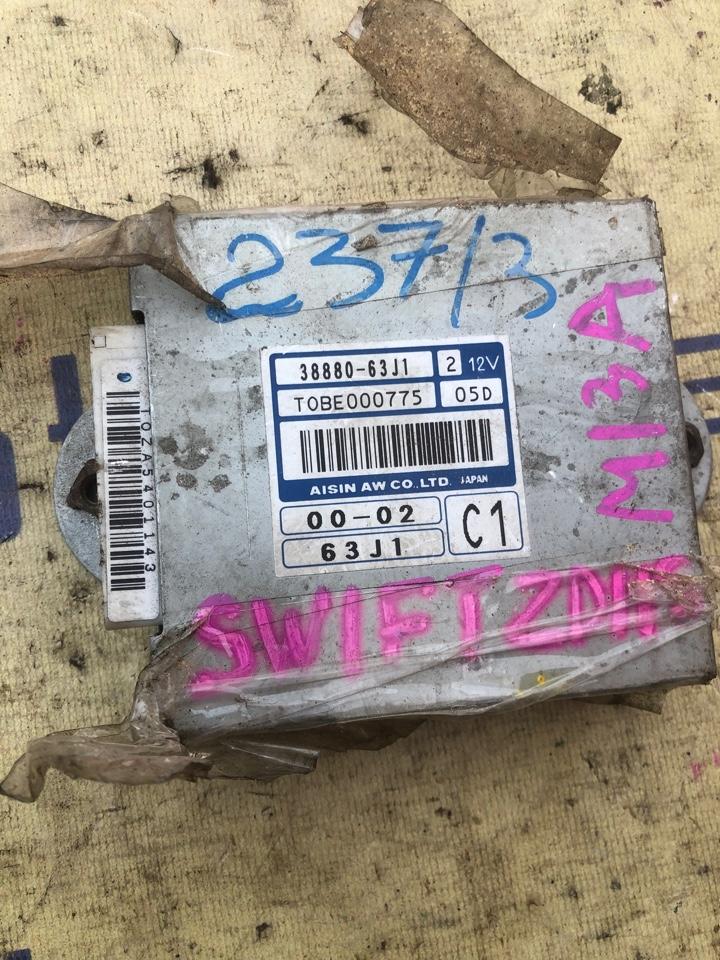 237/3
M13A
38880-63J1
2 12V
T0BE000775
05D
AISIN AW CO.,LTD. JAPAN
00-02
63J1
C1
T0ZA5401143
SWIFT